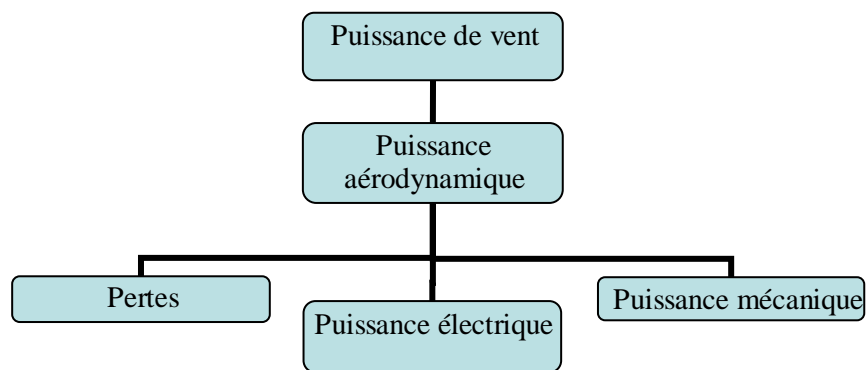 Puissance de vent
Puissance
aérodynamique
Pertes
Puissance électrique
Puissance mécanique